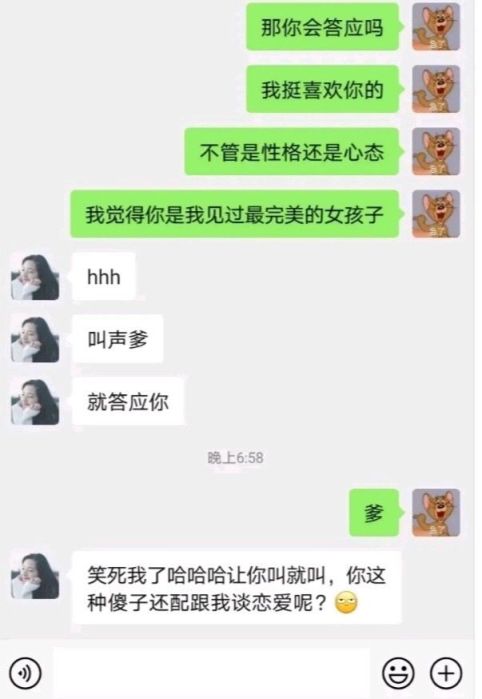 那你会答应吗
我挺喜欢你的
不管是性格还是心态
我觉得你是我见过最完美的女孩子
hhh
叫声爹
就答应你
晚上6:58
爹
笑死我了哈哈哈让你叫就叫，你这
种傻子还配跟我谈恋爱呢？